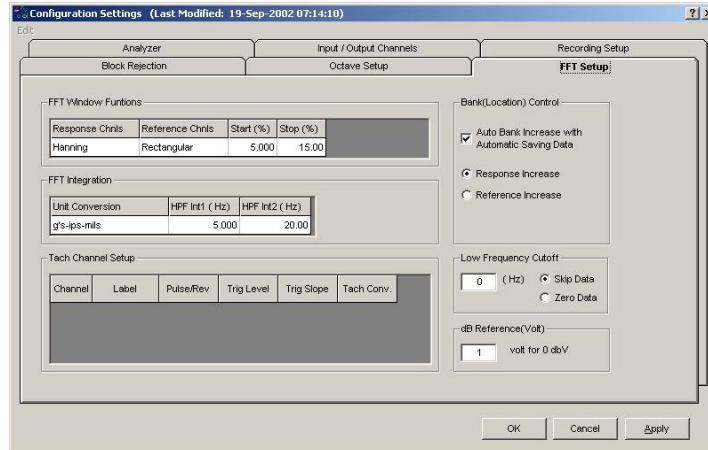 Configuration Settings (Last Modified: 19-Sep-2002 07:14:10)
Edit
Analyzer
Input / Output Channels
Recording Setup
Block Rejection
Octave Setup
FFT Setup
FFT Window Funtions
Response Chnls Reference Chnls Start (%) Stop (%)
Hanning Rectangular 5.000 15.00
FFT Integration
Unit Conversion HPF Int1 ( Hz) HPF Int2 ( Hz)
g's-ips-mils 5.000 20.00
Tach Channel Setup
Channel Label Pulse/Rev Trig Level Trig Slope Tach Conv.
Bank(Location) Control
Auto Bank Increase with
Automatic Saving Data
Response Increase
Reference Increase
Low Frequency Cutoff
0 ( Hz) Skip Data
Zero Data
dB Reference(Volt)
1 volt for 0 dbV
OK Cancel Apply